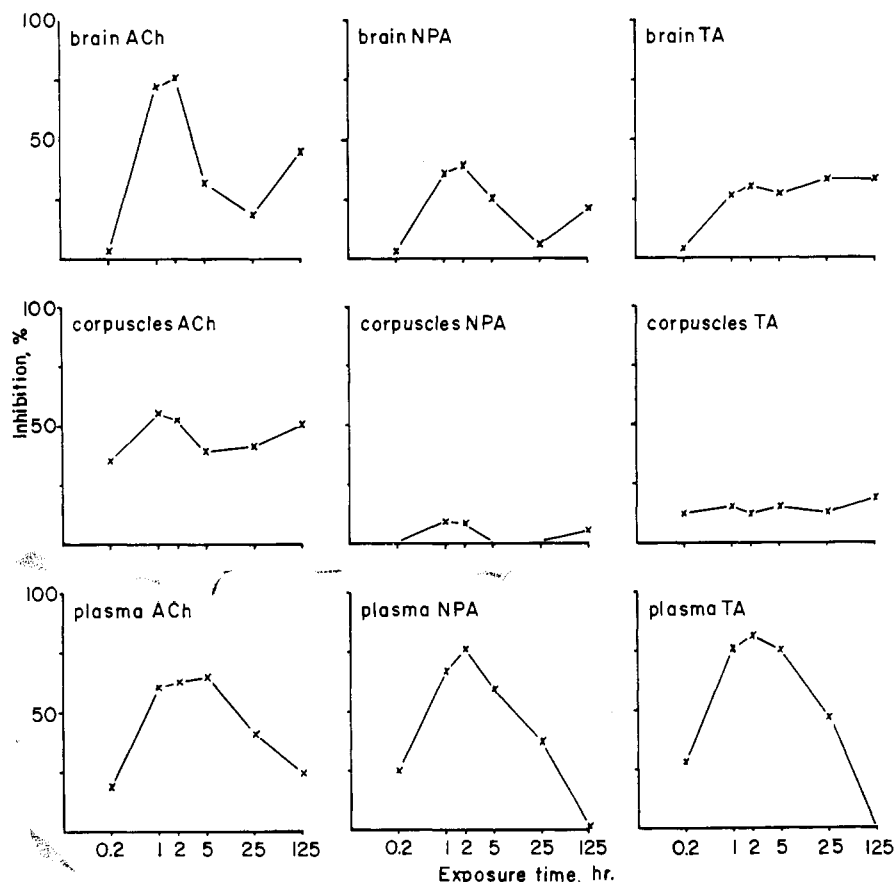 100
brain ACh
brain NPA
brain TA
50
100
corpuscles ACh
corpuscles NPA
corpuscles TA
50
Inhibition, %
100
plasma ACh
plasma NPA
plasma TA
50
0.2 1 2 5 25 125
0.2 1 2 5 25 125
0.2 1 2 5 25 125
Exposure time, hr.